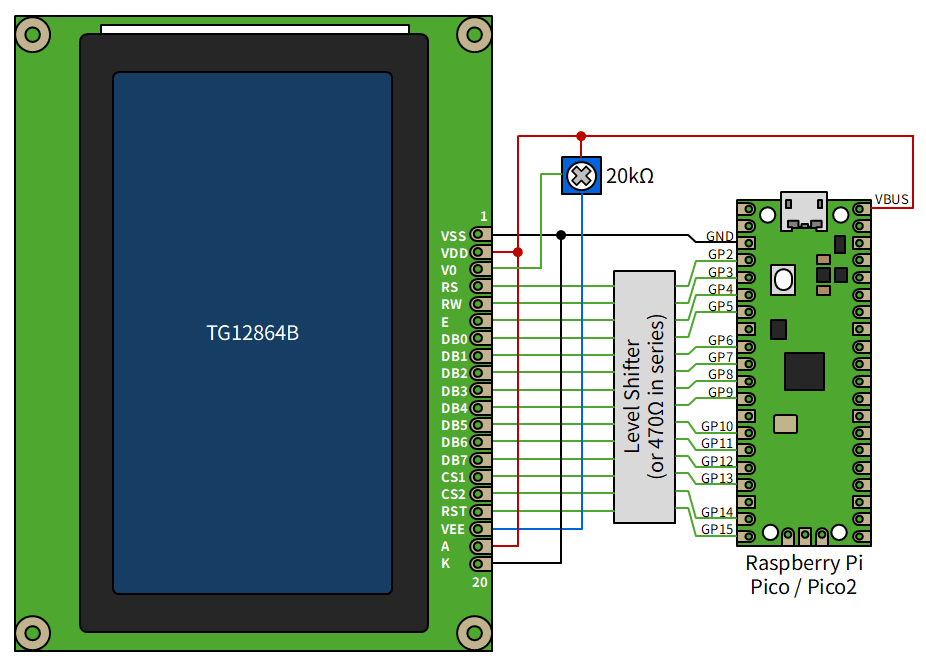 TG12864B
1
VSS
VDD
V0
RS
RW
E
DB0
DB1
DB2
DB3
DB4
DB5
DB6
DB7
CS1
CS2
RST
VEE
A
K
20
20kΩ
Level Shifter
(or 470Ω in series)
VBUS
GND
GP2
GP3
GP4
GP5
GP6
GP7
GP8
GP9
GP10
GP11
GP12
GP13
GP14
GP15
Raspberry Pi
Pico / Pico2